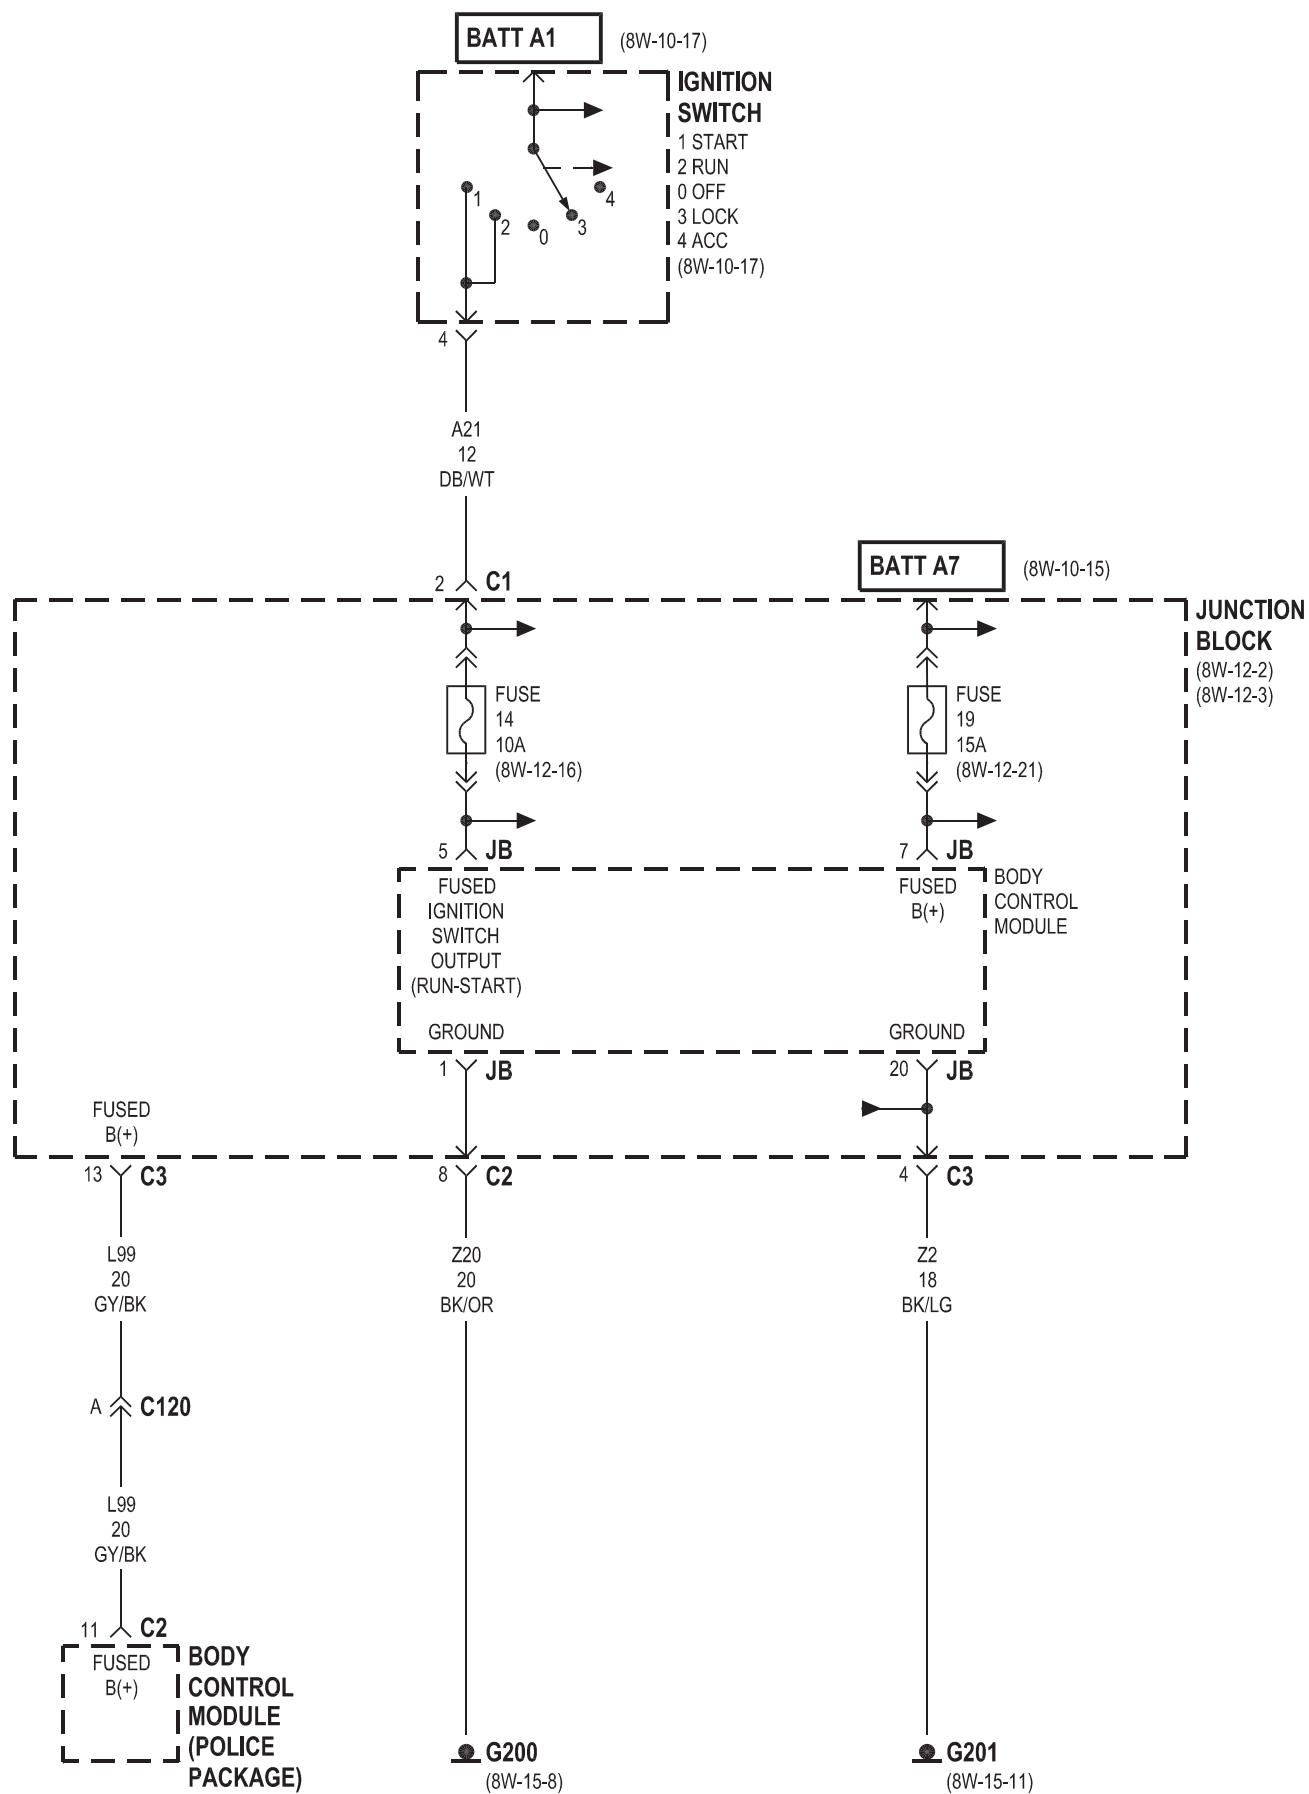 BATT A1
(8W-10-17)
IGNITION
SWITCH
1 START
2 RUN
0 OFF
3 LOCK
4 ACC
(8W-10-17)
1
2
0
3
4
4
A21
12
DB/WT
2 C1
BATT A7
(8W-10-15)
JUNCTION
BLOCK
(8W-12-2)
(8W-12-3)
FUSE
14
10A
(8W-12-16)
FUSE
19
15A
(8W-12-21)
5 JB
7 JB
FUSED
IGNITION
SWITCH
OUTPUT
(RUN-START)
FUSED
B(+)
BODY
CONTROL
MODULE
GROUND
GROUND
1 JB
20 JB
FUSED
B(+)
13 C3
8 C2
4 C3
L99
20
GY/BK
Z20
20
BK/OR
Z2
18
BK/LG
A C120
L99
20
GY/BK
11 C2
FUSED
B(+)
BODY
CONTROL
MODULE
(POLICE
PACKAGE)
G200
(8W-15-8)
G201
(8W-15-11)